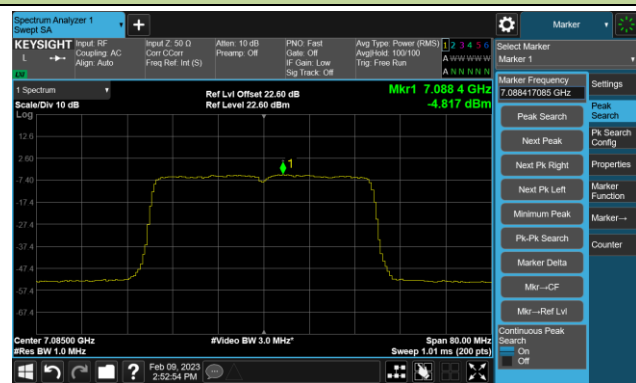 Spectrum Analyzer 1
Swept SA
Marker
KEYSIGHT
Input: RF
Coupling: AC
Align: Auto
Input Z: 50 Ω
Corr CCorr
Freq Ref: Int (S)
Atten: 10 dB
Preamp: Off
PNO: Fast
Gate: Off
IF Gain: Low
Sig Track: Off
Avg Type: Power (RMS)
Avg|Hold: 100/100
Trig: Free Run
1 2 3 4 5 6
A W W W W W
A N N N N N
L
LXI
Select Marker
Marker 1
1 Spectrum
Scale/Div 10 dB
Log
Ref Lvl Offset 22.60 dB
Ref Level 22.60 dBm
Mkr1 7.088 4 GHz
-4.817 dBm
12.6
2.60
-7.40
-17.4
-27.4
-37.4
-47.4
-57.4
-67.4
1
Center 7.08500 GHz
#Res BW 1.0 MHz
#Video BW 3.0 MHz*
Span 80.00 MHz
Sweep 1.01 ms (200 pts)
Marker Frequency
7.088417085 GHz
Peak Search
Next Peak
Next Pk Right
Next Pk Left
Minimum Peak
Pk-Pk Search
Marker Delta
Mkr→CF
Mkr→Ref Lvl
Continuous Peak
Search
On
Off
Settings
Peak
Search
Pk Search
Config
Properties
Marker
Function
Marker→
Counter
?
Feb 09, 2023
2:52:54 PM